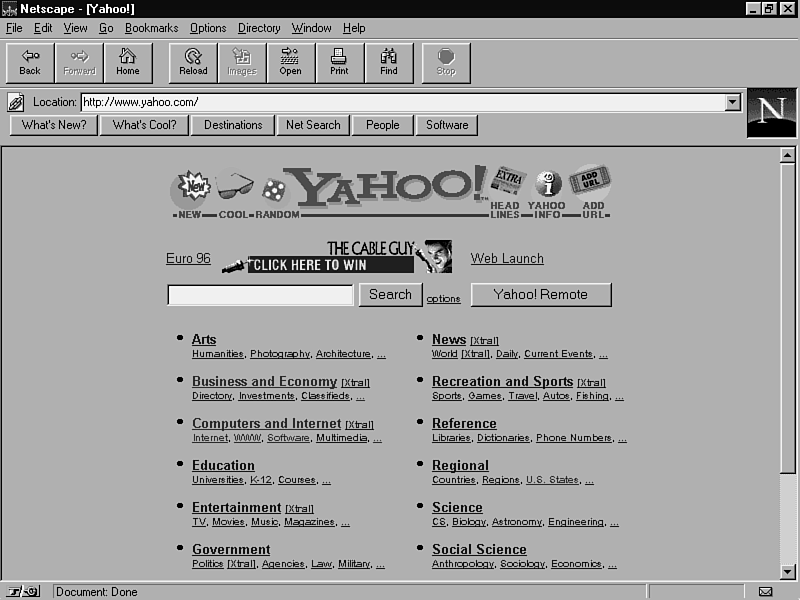 Netscape - [Yahoo!]
File Edit View Go Bookmarks Options Directory Window Help
Back Forward Home Reload Images Open Print Find Stop
Location: http://www.yahoo.com/
N
What's New? What's Cool? Destinations Net Search People Software
New EXTRA i ADD URL
YAHOO!
NEW COOL RANDOM HEAD LINES YAHOO INFO ADD URL
THE CABLE GUY
Euro 96 CLICK HERE TO WIN Web Launch
Search options Yahoo! Remote
Arts
Humanities, Photography, Architecture, ...
News [Xtra!]
World [Xtra!], Daily, Current Events, ...
Business and Economy [Xtra!]
Directory, Investments, Classifieds, ...
Recreation and Sports [Xtra!]
Sports, Games, Travel, Autos, Fishing, ...
Computers and Internet [Xtra!]
Internet, WWW, Software, Multimedia, ...
Reference
Libraries, Dictionaries, Phone Numbers, ...
Education
Universities, K-12, Courses, ...
Regional
Countries, Regions, U.S. States, ...
Entertainment [Xtra!]
TV, Movies, Music, Magazines, ...
Science
CS, Biology, Astronomy, Engineering, ...
Government
Politics [Xtra!], Agencies, Law, Military, ...
Social Science
Anthropology, Sociology, Economics, ...
Document: Done